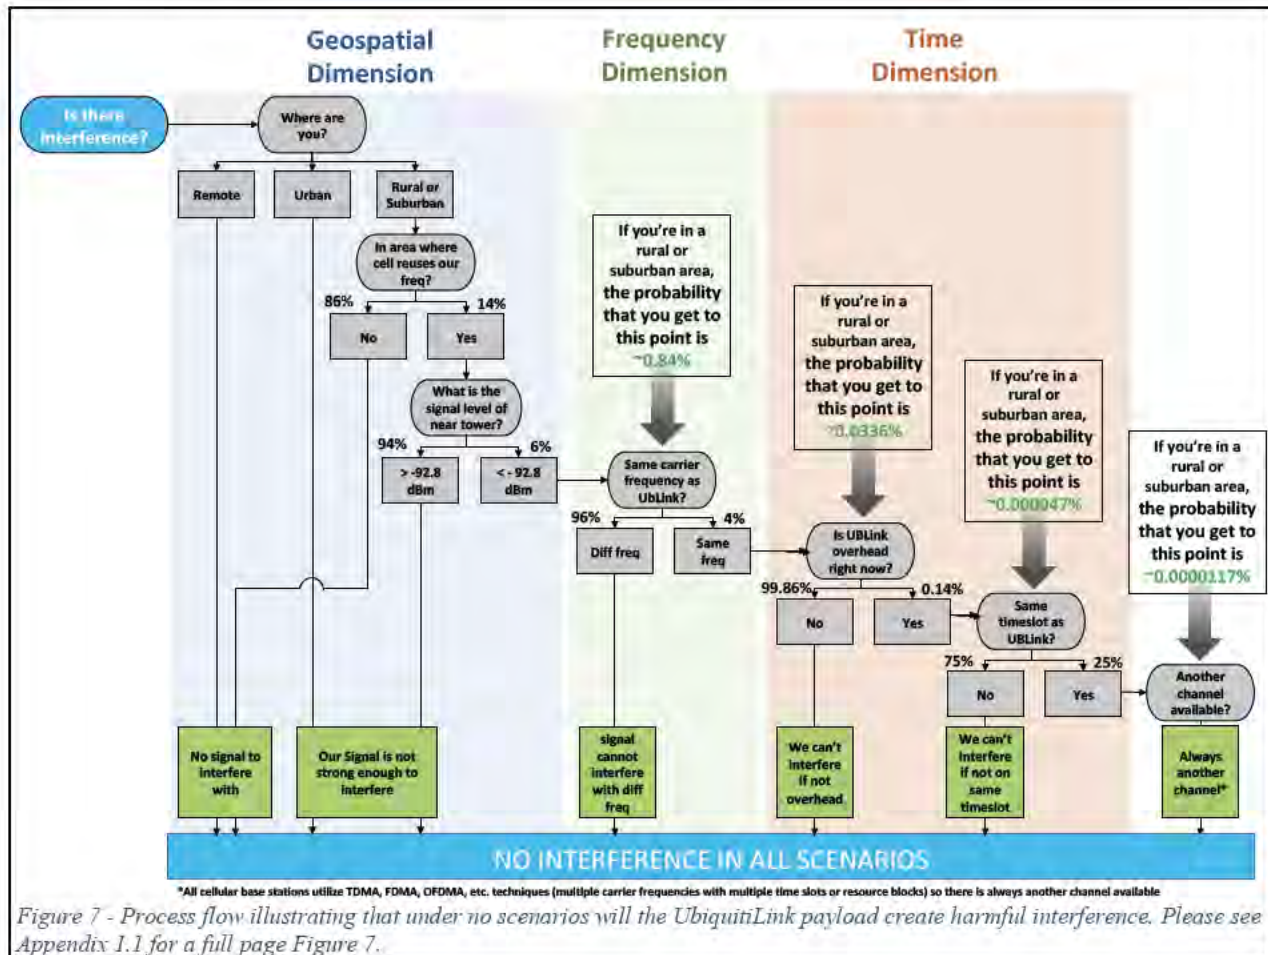 Geospatial
Dimension
Frequency
Dimension
Time
Dimension
Is there
interference?
Where are
you?
Remote
Urban
Rural or
Suburban
In area where
cell reuses our
freq?
86%
14%
No
Yes
What is the
signal level of
near tower?
94%
6%
> -92.8
dBm
< - 92.8
dBm
If you're in a
rural or
suburban area,
the probability
that you get to
this point is
~0.84%
Same carrier
frequency as
UbLink?
96%
4%
Diff freq
Same
freq
If you're in a
rural or
suburban area,
the probability
that you get to
this point is
~0.0336%
Is UBLink
overhead
right now?
99.86%
0.14%
No
Yes
If you're in a
rural or
suburban area,
the probability
that you get to
this point is
~0.000047%
Same
timeslot as
UBLink?
75%
25%
No
Yes
If you're in a
rural or
suburban area,
the probability
that you get to
this point is
~0.0000117%
Another
channel
available?
No signal to
interfere
with
Our Signal is not
strong enough to
interfere
signal
cannot
interfere
with diff
freq
We can't
interfere
if not
overhead
We can't
interfere
if not on
same
timeslot
Always
another
channel*
NO INTERFERENCE IN ALL SCENARIOS
*All cellular base stations utilize TDMA, FDMA, OFDMA, etc. techniques (multiple carrier frequencies with multiple time slots or resource blocks) so there is always another channel available
Figure 7 - Process flow illustrating that under no scenarios will the UbiquitiLink payload create harmful interference. Please see
Appendix 1.1 for a full page Figure 7.